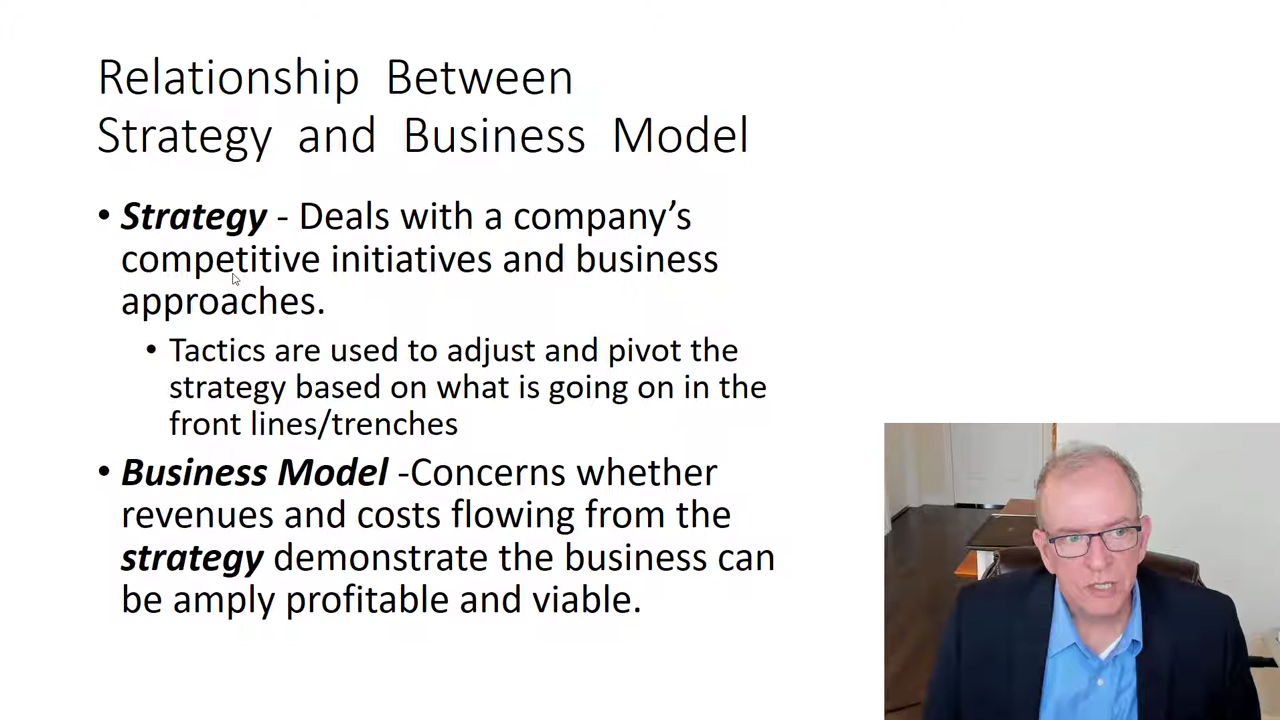 Relationship Between
Strategy and Business Model
• Strategy - Deals with a company’s
competitive initiatives and business
approaches.
• Tactics are used to adjust and pivot the
strategy based on what is going on in the
front lines/trenches
• Business Model -Concerns whether
revenues and costs flowing from the
strategy demonstrate the business can
be amply profitable and viable.